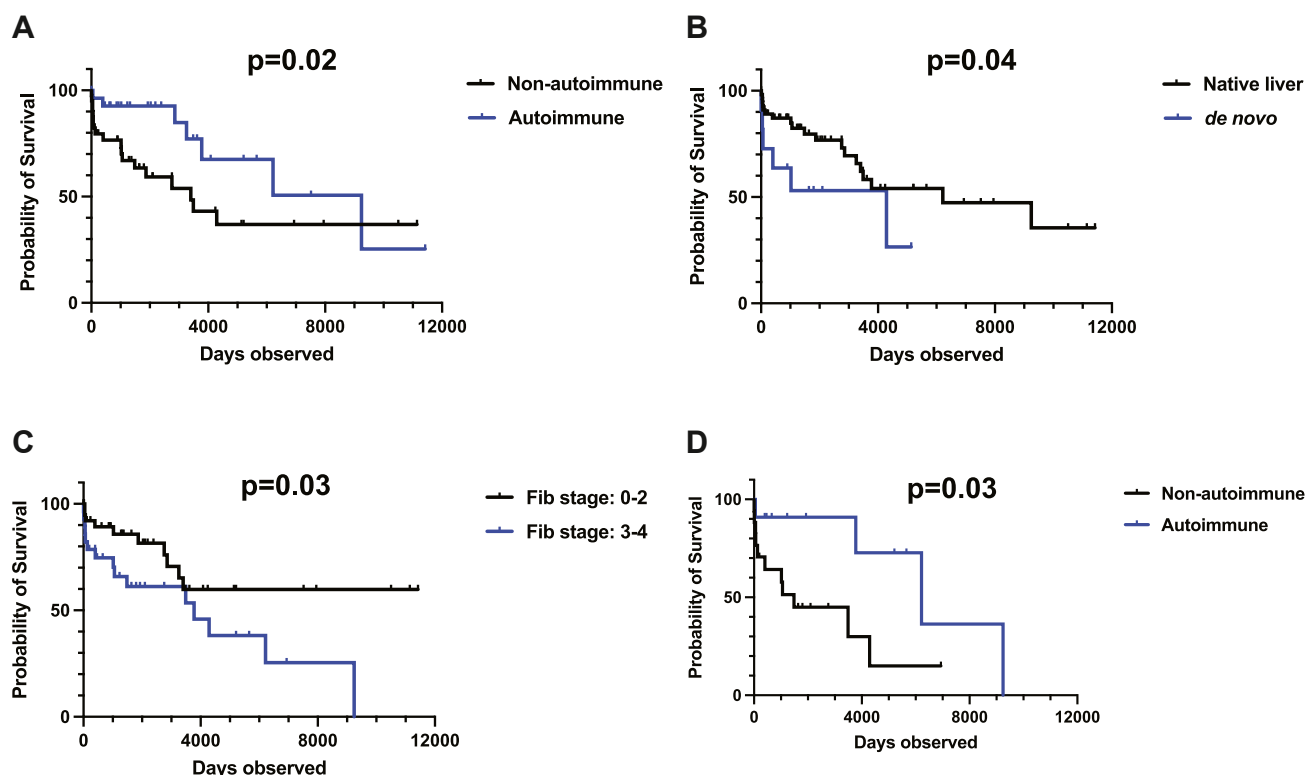 A
p=0.02
Probability of Survival
100
50
0
0 4000 8000 12000
Days observed
Non-autoimmune
Autoimmune
B
p=0.04
Probability of Survival
100
50
0
0 4000 8000 12000
Days observed
Native liver
de novo
C
p=0.03
Probability of Survival
100
50
0
0 4000 8000 12000
Days observed
Fib stage: 0-2
Fib stage: 3-4
D
p=0.03
Probability of Survival
100
50
0
0 4000 8000 12000
Days observed
Non-autoimmune
Autoimmune